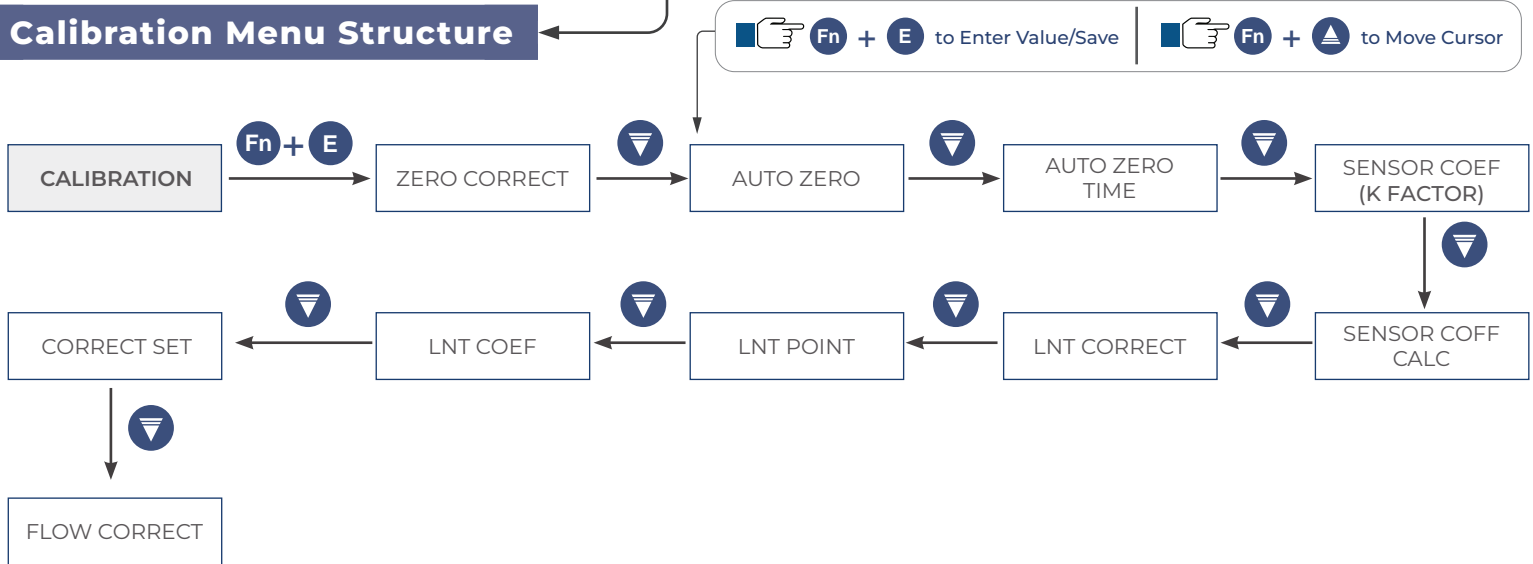 Calibration Menu Structure
Fn + E to Enter Value/Save
Fn + to Move Cursor
Fn + E
CALIBRATION
ZERO CORRECT
AUTO ZERO
AUTO ZERO
TIME
SENSOR COEF
(K FACTOR)
SENSOR COFF
CALC
LNT CORRECT
LNT POINT
LNT COEF
CORRECT SET
FLOW CORRECT